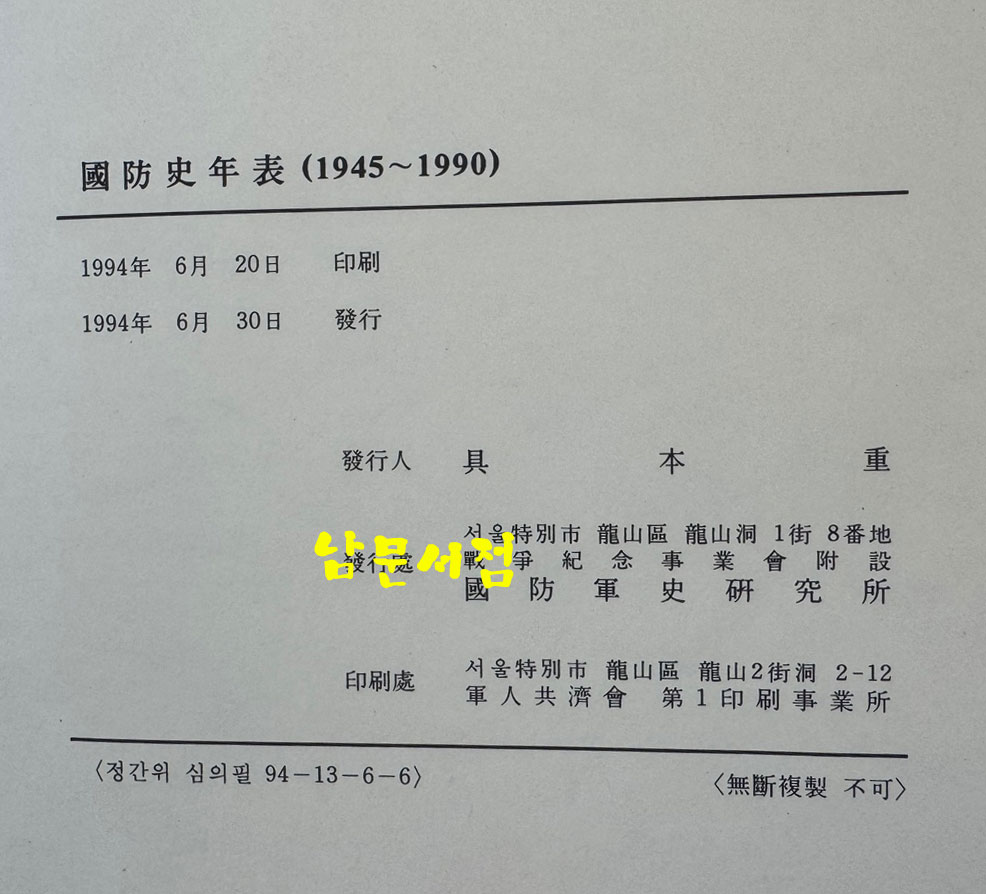 國防史年表 (1945~1990)
1994年 6月 20日 印刷
1994年 6月 30日 發行
發行人 具本重
서울特別市 龍山區 龍山洞 1街 8番地
發行處 戰爭紀念事業會附設
남문서점
國防軍史硏究所
서울特別市 龍山區 龍山2街洞 2-12
印刷處 軍人共濟會 第1印刷事業所
〈정간위 심의필 94-13-6-6〉
〈無斷複製 不可〉